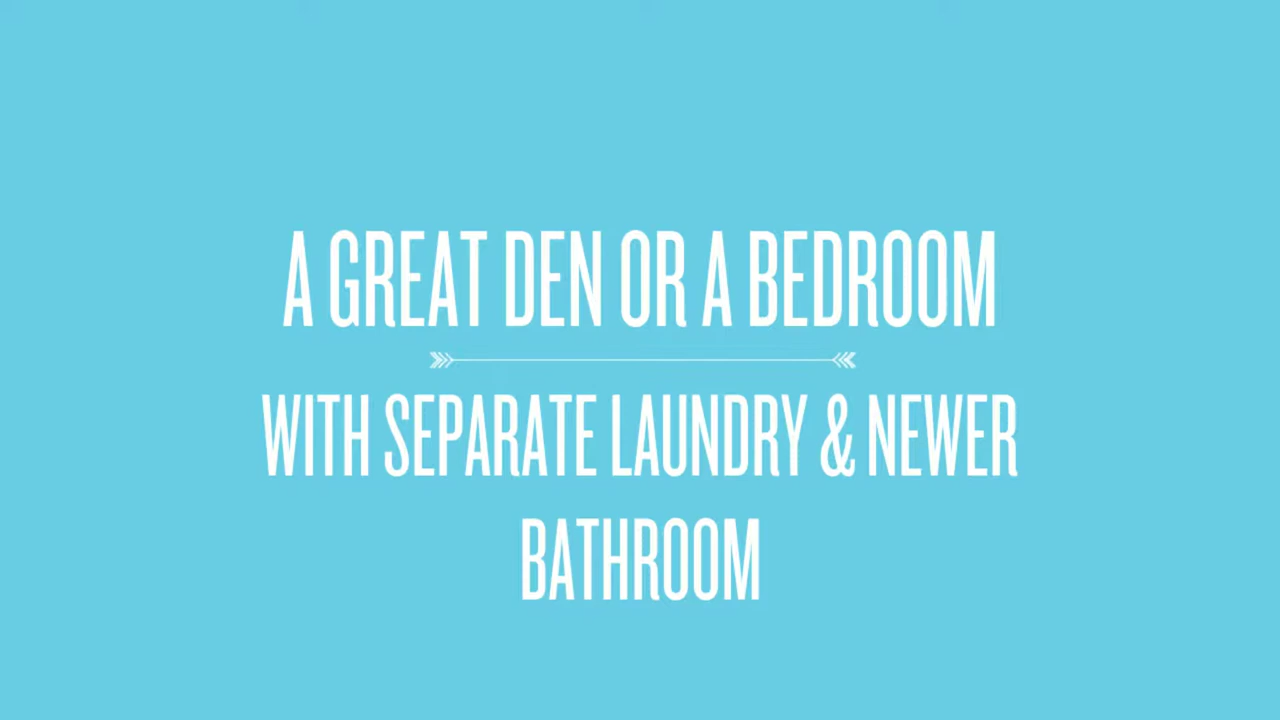 A GREAT DEN OR A BEDROOM
WITH SEPARATE LAUNDRY & NEWER
BATHROOM